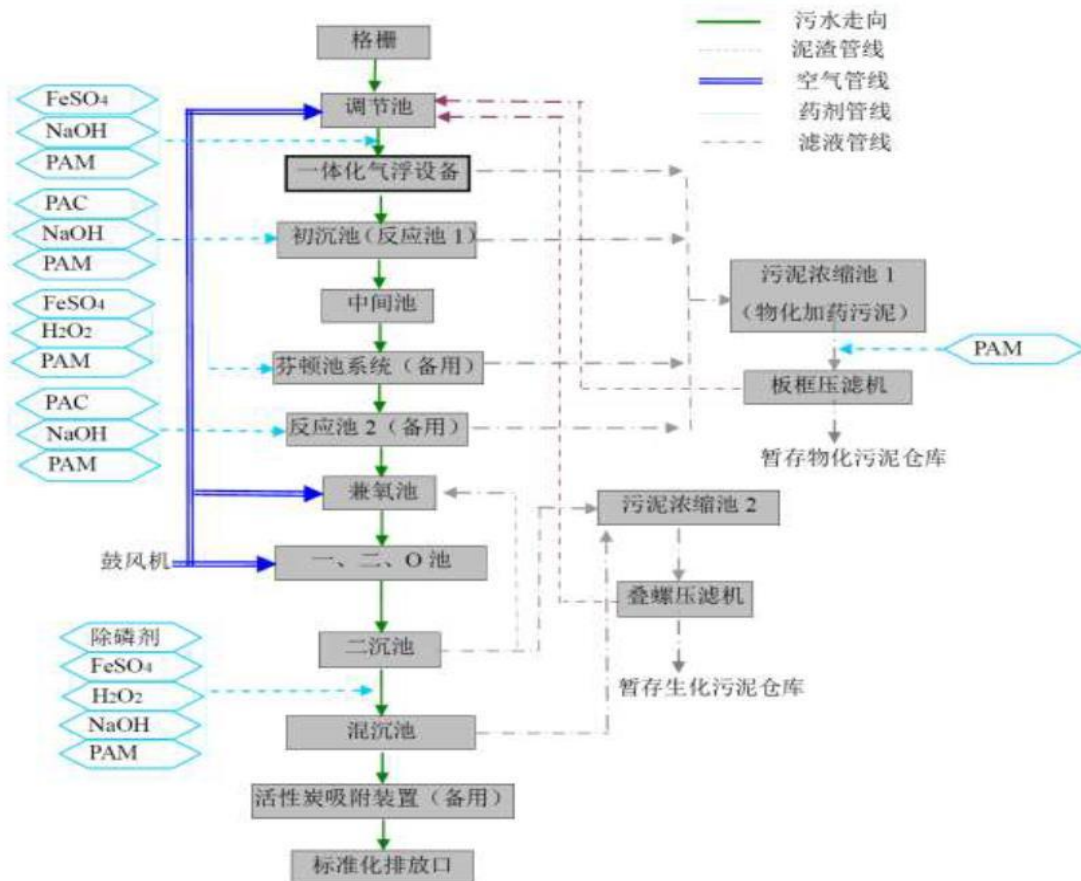 格栅
污水走向
泥渣管线
空气管线
药剂管线
滤液管线
FeSO₄
NaOH
PAM
调节池
一体化气浮设备
PAC
NaOH
PAM
初沉池(反应池 1)
中间池
FeSO₄
H₂O₂
PAM
芬顿池系统（备用）
PAC
NaOH
PAM
反应池 2（备用）
污泥浓缩池 1
（物化加药污泥）
PAM
板框压滤机
暂存物化污泥仓库
兼氧池
鼓风机
一、二、O 池
污泥浓缩池 2
叠螺压滤机
暂存生化污泥仓库
二沉池
除磷剂
FeSO₄
H₂O₂
NaOH
PAM
混沉池
活性炭吸附装置（备用）
标准化排放口